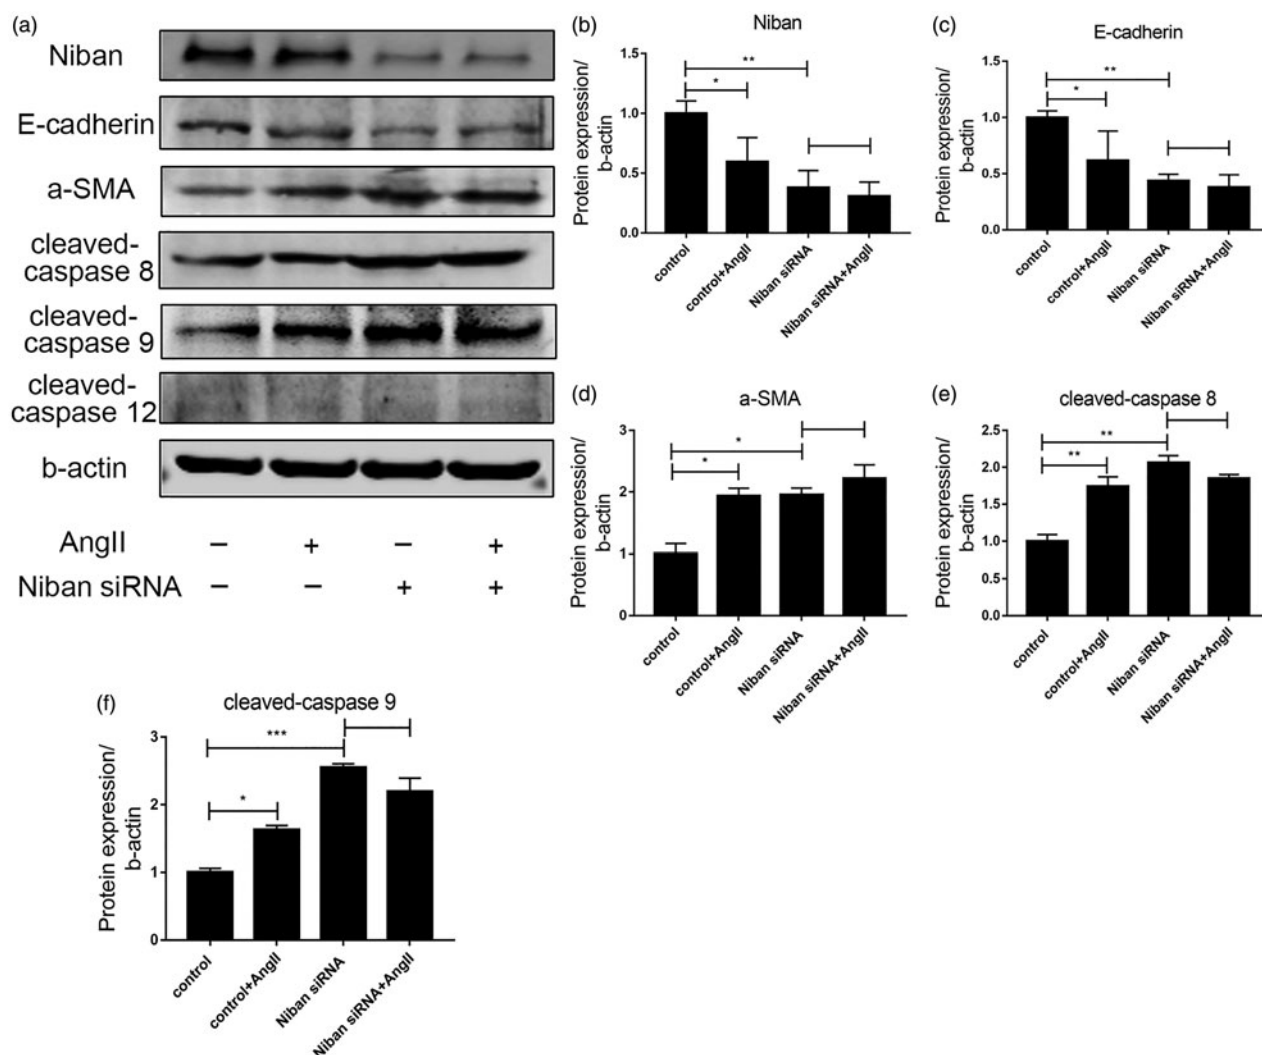 (a)
Niban
E-cadherin
a-SMA
cleaved-
caspase 8
cleaved-
caspase 9
cleaved-
caspase 12
b-actin
AngII − + − +
Niban siRNA − − + +
(b)
Niban
Protein expression/
b-actin
1.5
1.0
0.5
0.0
**
*
control
control+AngII
Niban siRNA
Niban siRNA+AngII
(c)
E-cadherin
Protein expression/
b-actin
1.5
1.0
0.5
0.0
**
*
control
control+AngII
Niban siRNA
Niban siRNA+AngII
(d)
a-SMA
Protein expression/
b-actin
3
2
1
0
*
*
control
control+AngII
Niban siRNA
Niban siRNA+AngII
(e)
cleaved-caspase 8
Protein expression/
b-actin
2.5
2.0
1.5
1.0
0.5
0.0
**
**
control
control+AngII
Niban siRNA
Niban siRNA+AngII
(f)
cleaved-caspase 9
Protein expression/
b-actin
3
2
1
0
***
*
control
control+AngII
Niban siRNA
Niban siRNA+AngII